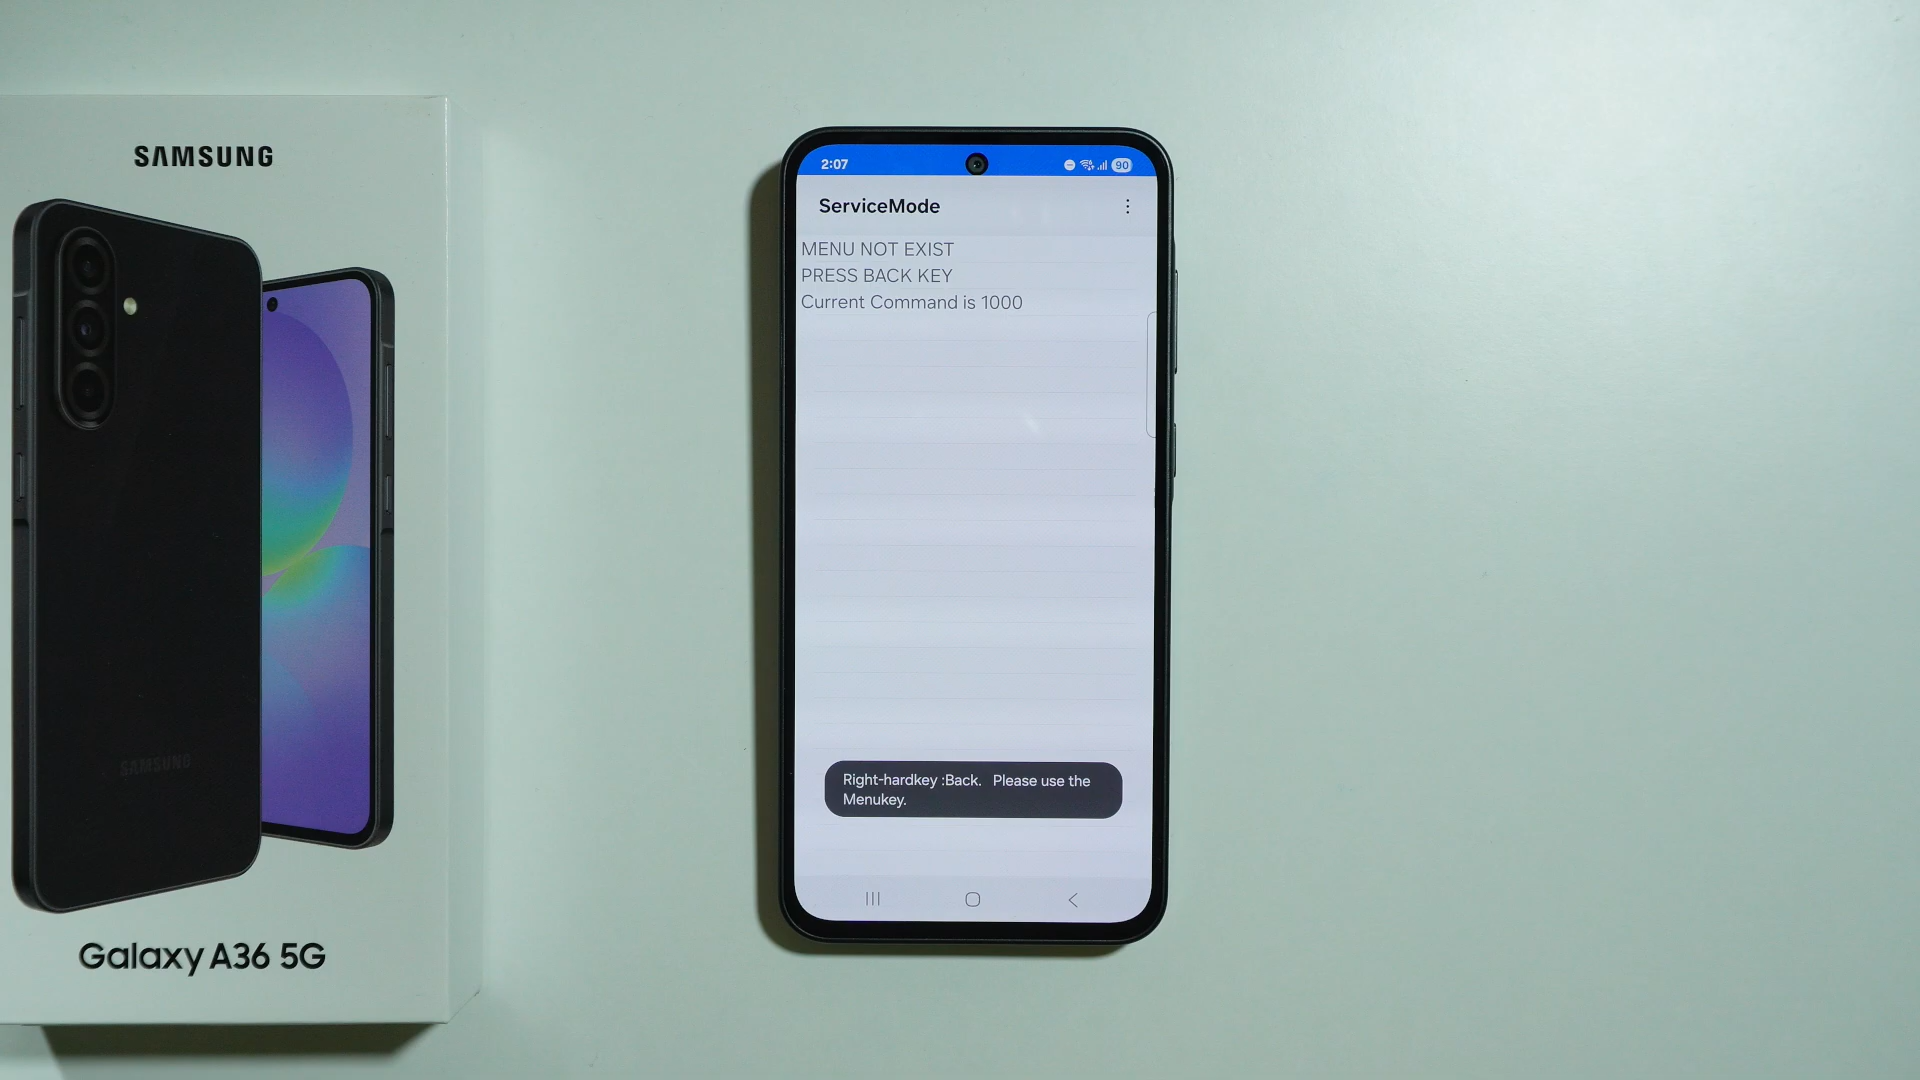 SAMSUNG
SAMSUNG
Galaxy A36 5G
2:07
90
ServiceMode
MENU NOT EXIST
PRESS BACK KEY
Current Command is 1000
Right-hardkey :Back.   Please use the
Menukey.